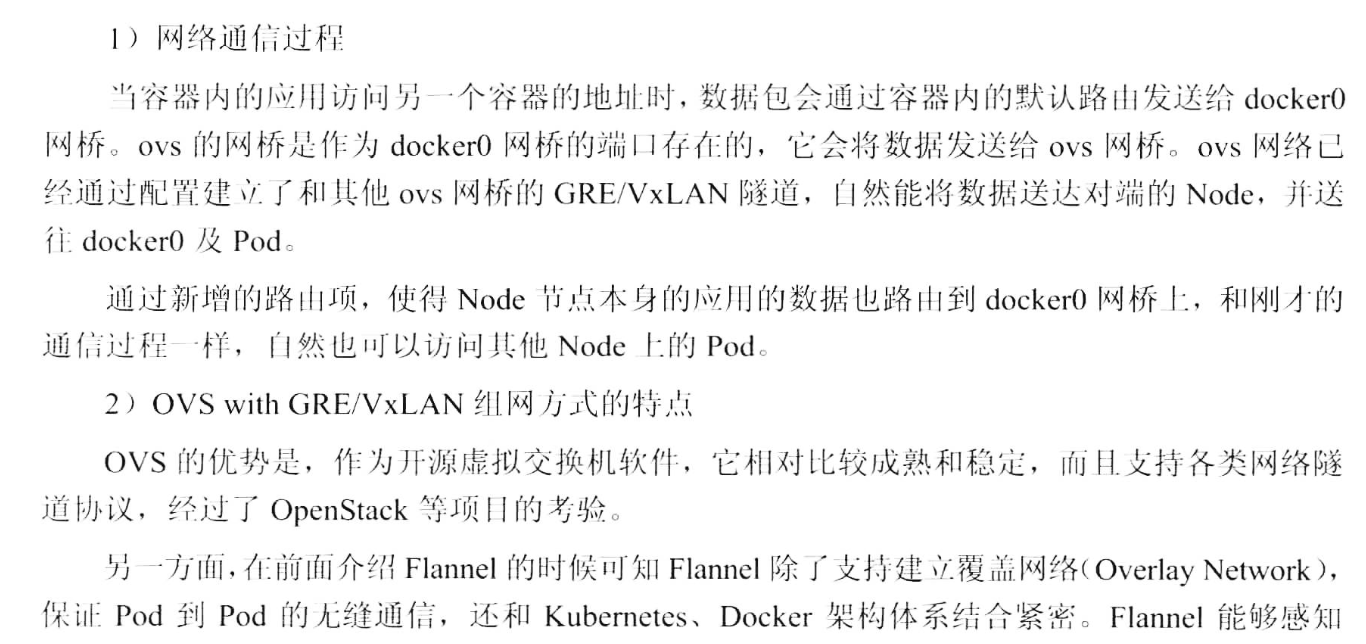 1）网络通信过程
当容器内的应用访问另一个容器的地址时，数据包会通过容器内的默认路由发送给 docker0
网桥。ovs 的网桥是作为 docker0 网桥的端口存在的，它会将数据发送给 ovs 网桥。ovs 网络已
经通过配置建立了和其他 ovs 网桥的 GRE/VxLAN 隧道，自然能将数据送达对端的 Node，并送
往 docker0 及 Pod。
通过新增的路由项，使得 Node 节点本身的应用的数据也路由到 docker0 网桥上，和刚才的
通信过程一样，自然也可以访问其他 Node 上的 Pod。
2）OVS with GRE/VxLAN 组网方式的特点
OVS 的优势是，作为开源虚拟交换机软件，它相对比较成熟和稳定，而且支持各类网络隧
道协议，经过了 OpenStack 等项目的考验。
另一方面，在前面介绍 Flannel 的时候可知 Flannel 除了支持建立覆盖网络（Overlay Network），
保证 Pod 到 Pod 的无缝通信，还和 Kubernetes、Docker 架构体系结合紧密。Flannel 能够感知